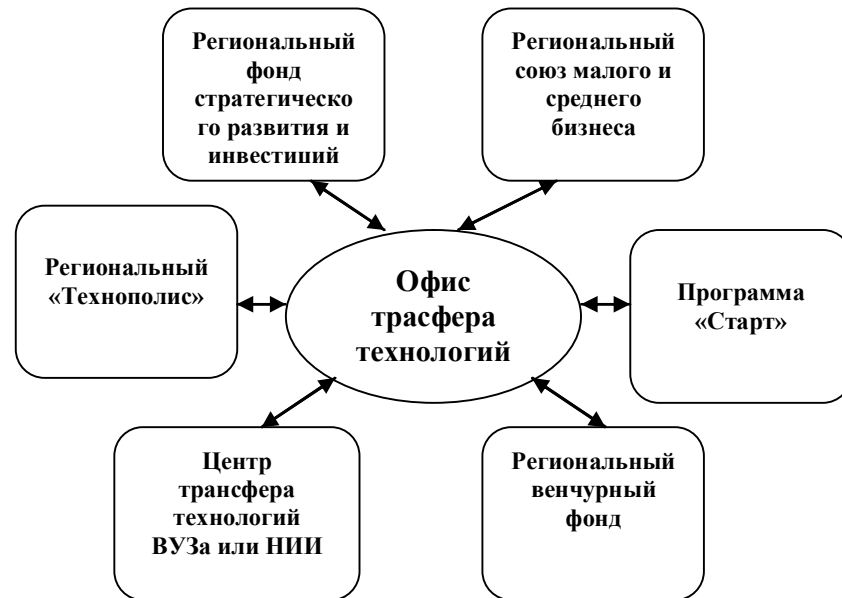 Региональный
фонд
стратегическо
го развития и
инвестиций
Региональный
союз малого и
среднего
бизнеса
Региональный
«Технополис»
Офис
трасфера
технологий
Программа
«Старт»
Центр
трансфера
технологий
ВУЗа или НИИ
Региональный
венчурный
фонд